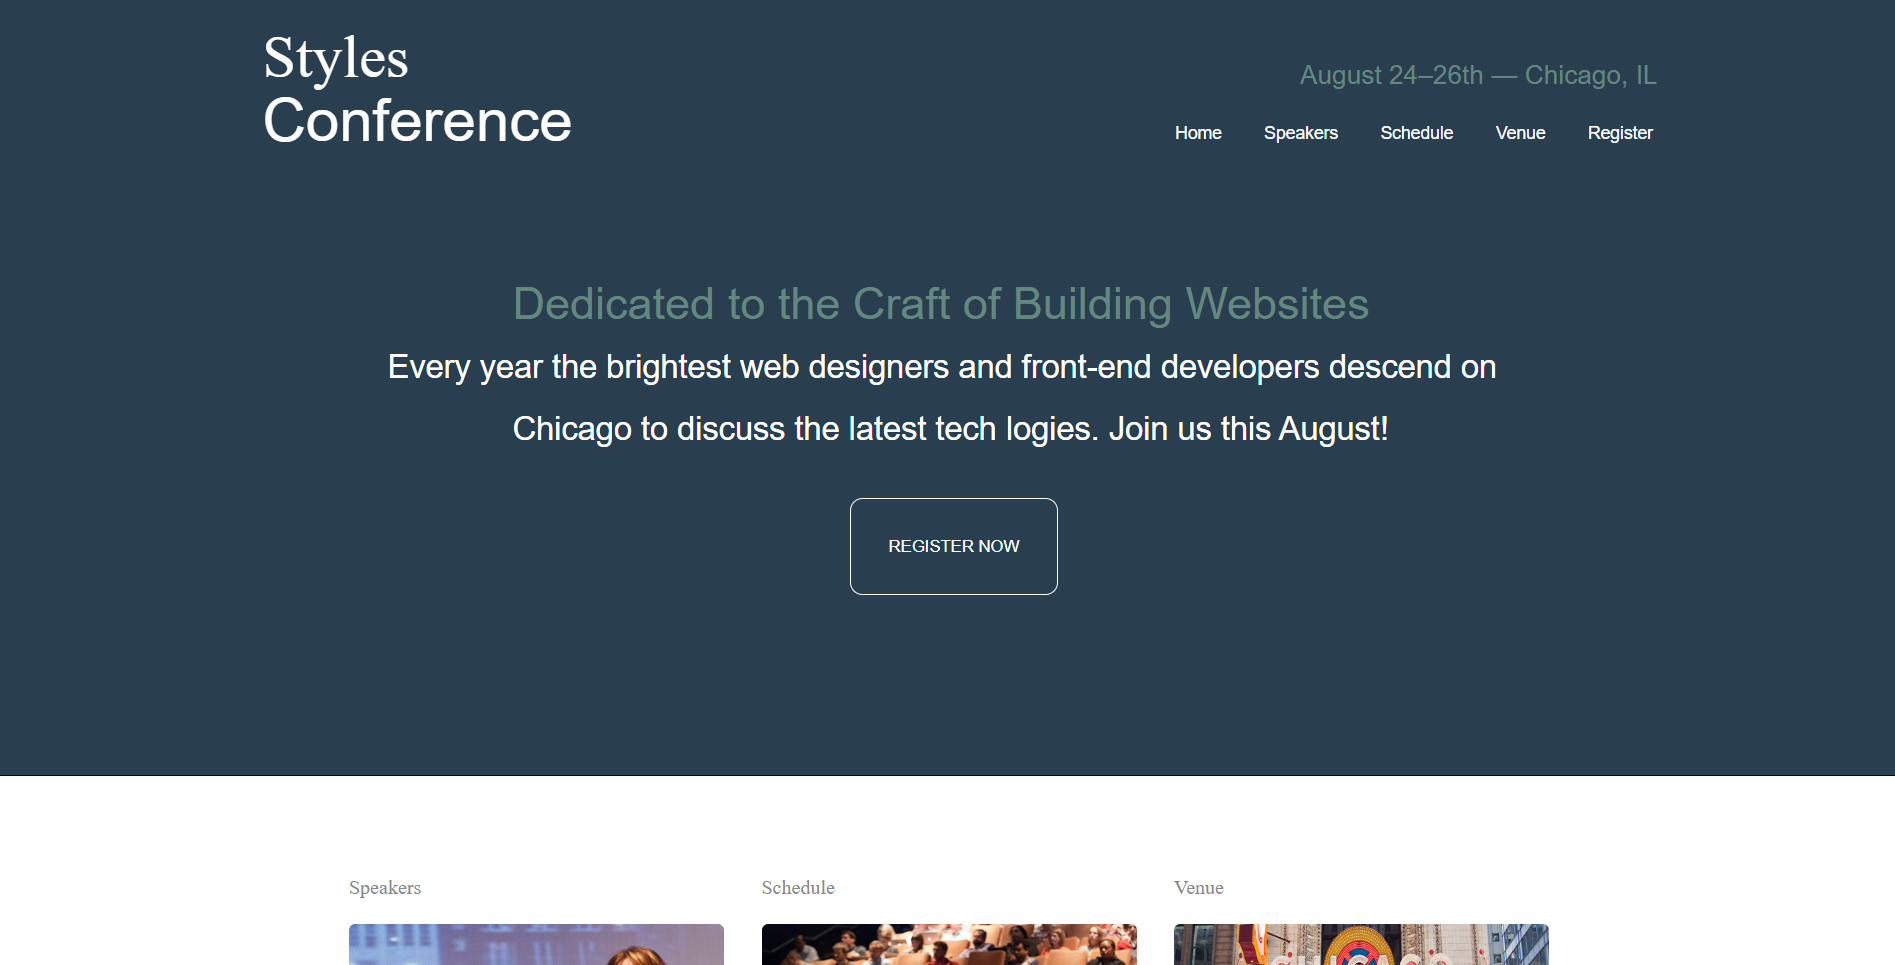 Styles
Conference
August 24–26th — Chicago, IL
Home Speakers Schedule Venue Register
Dedicated to the Craft of Building Websites
Every year the brightest web designers and front-end developers descend on
Chicago to discuss the latest tech logies. Join us this August!
REGISTER NOW
Speakers Schedule Venue